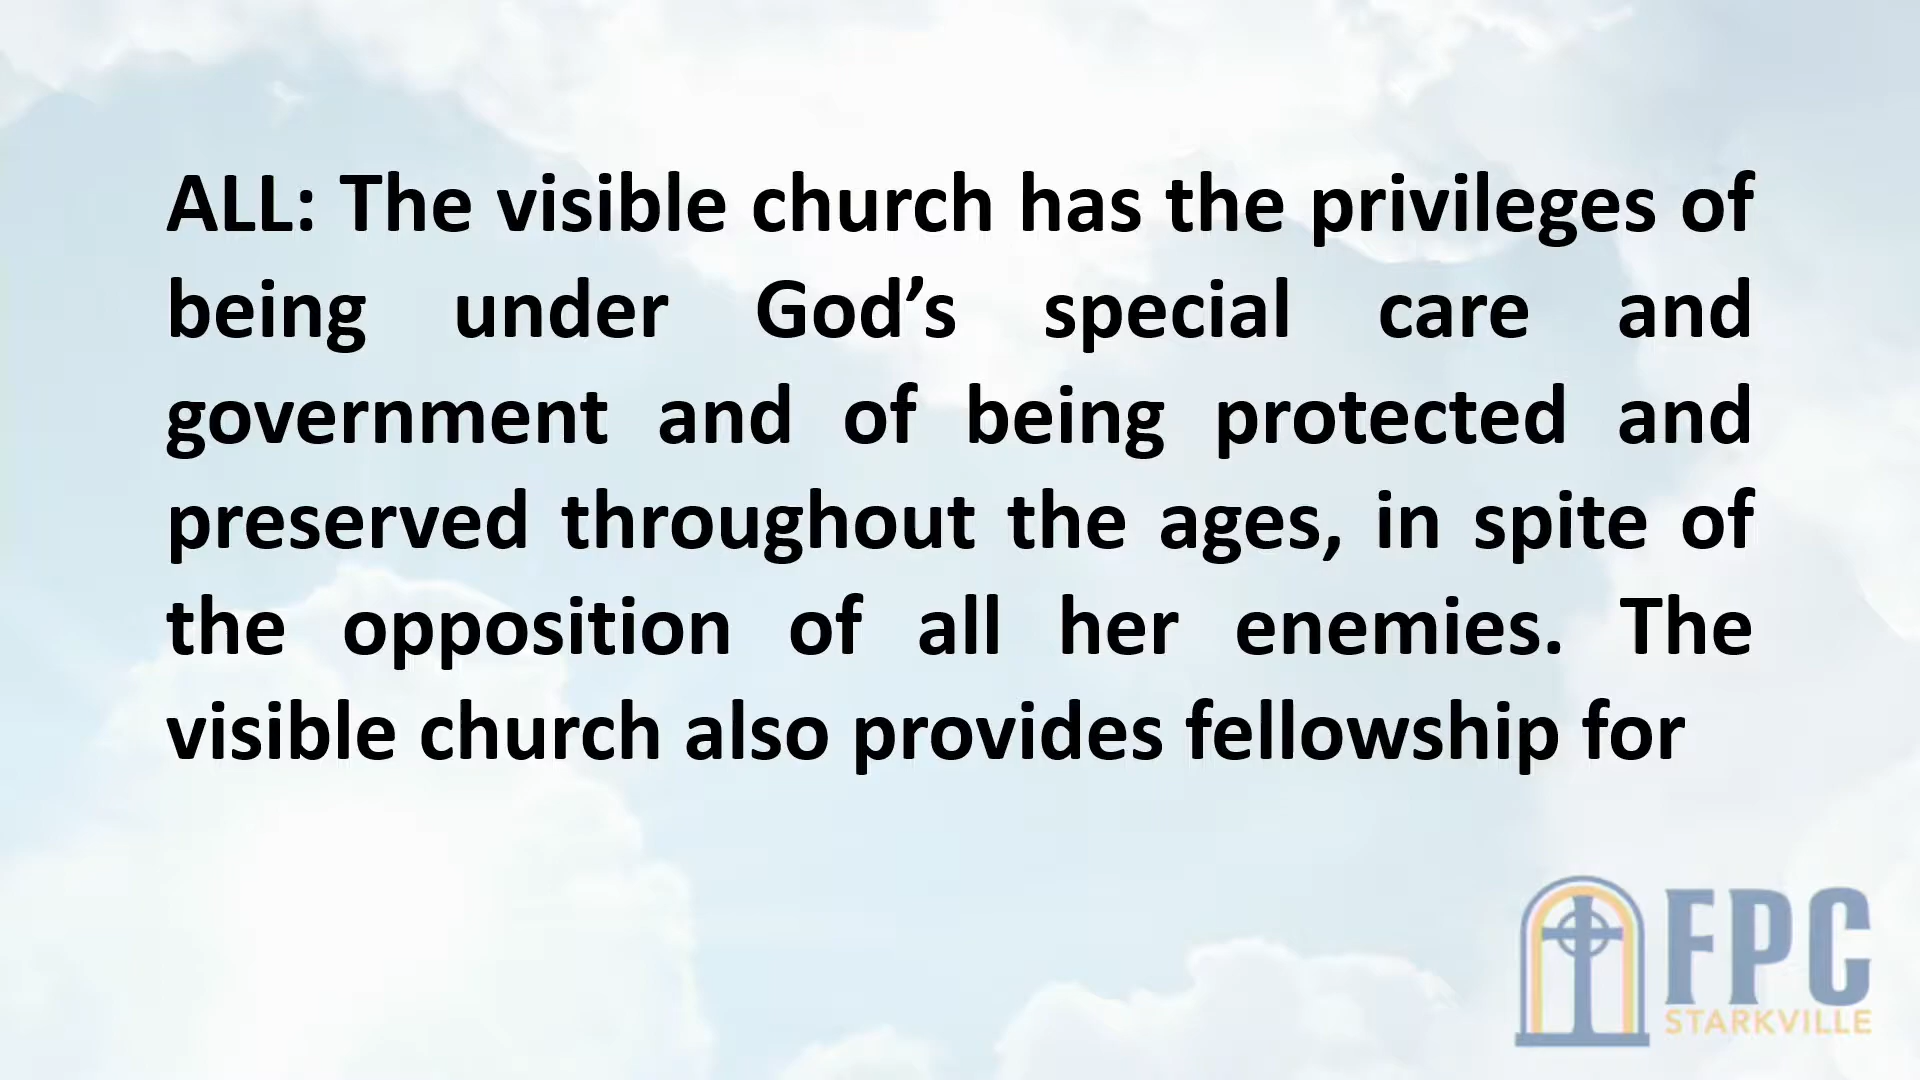 ALL: The visible church has the privileges of
being under God’s special care and
government and of being protected and
preserved throughout the ages, in spite of
the opposition of all her enemies. The
visible church also provides fellowship for
FPC
STARKVILLE